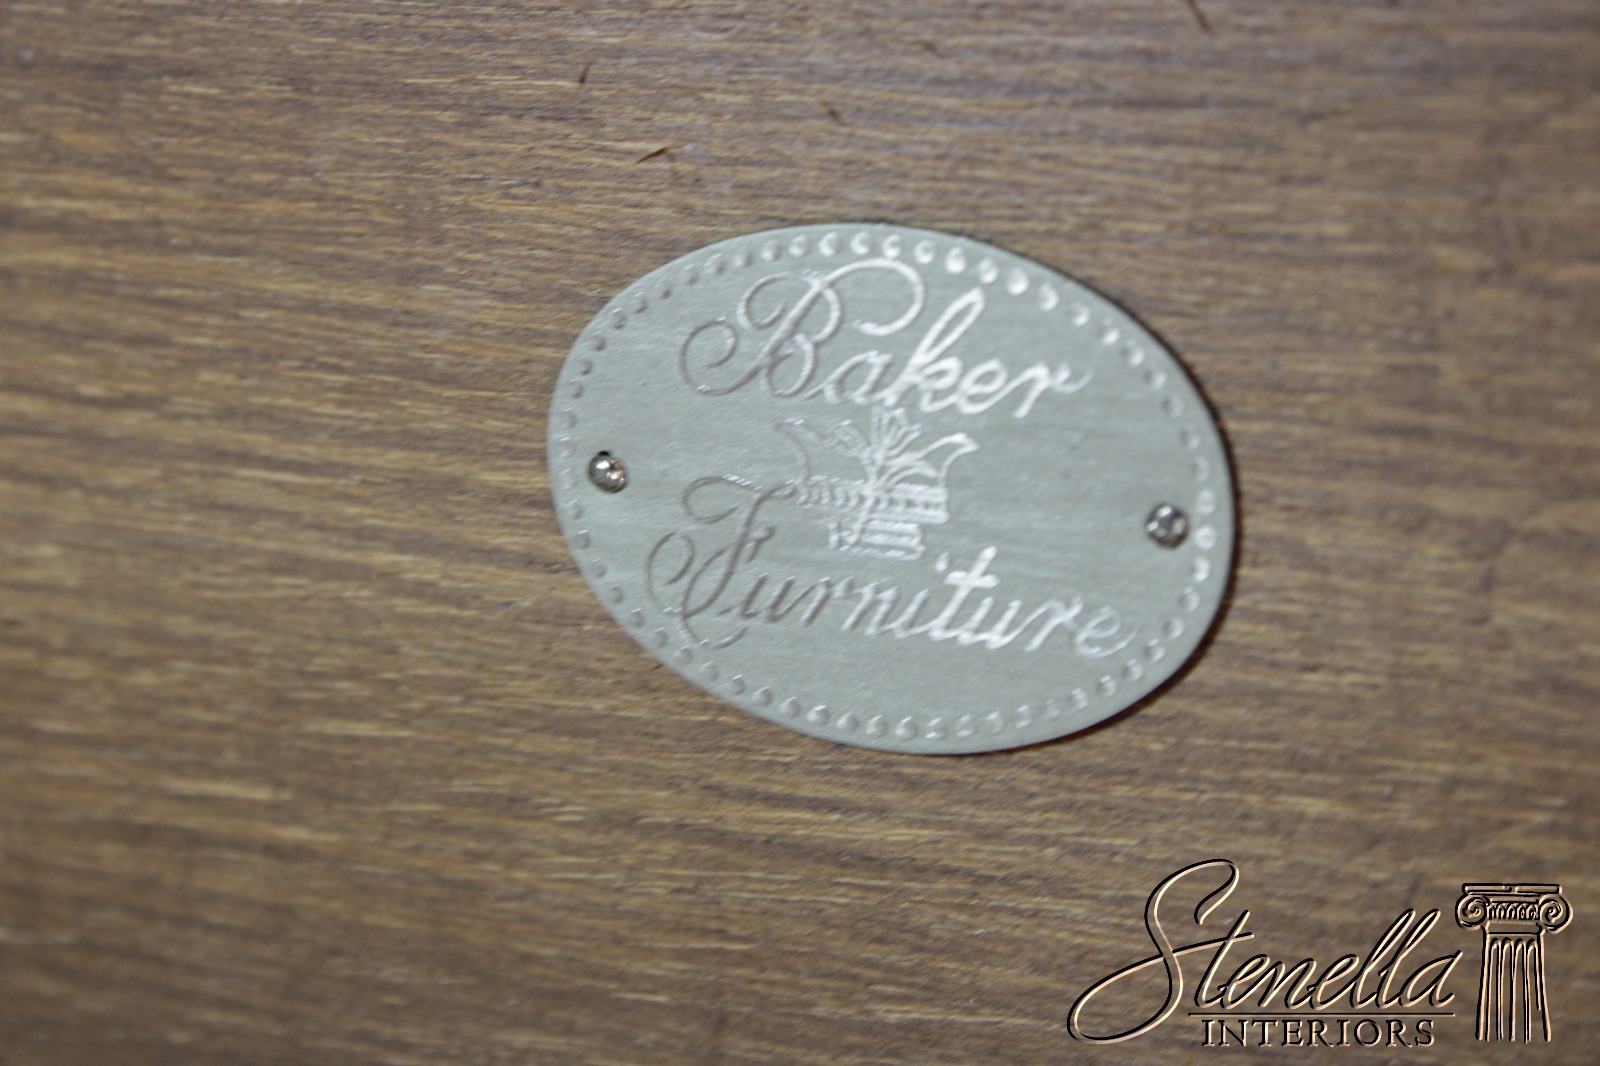 Baker
Furniture
Stenella
INTERIORS